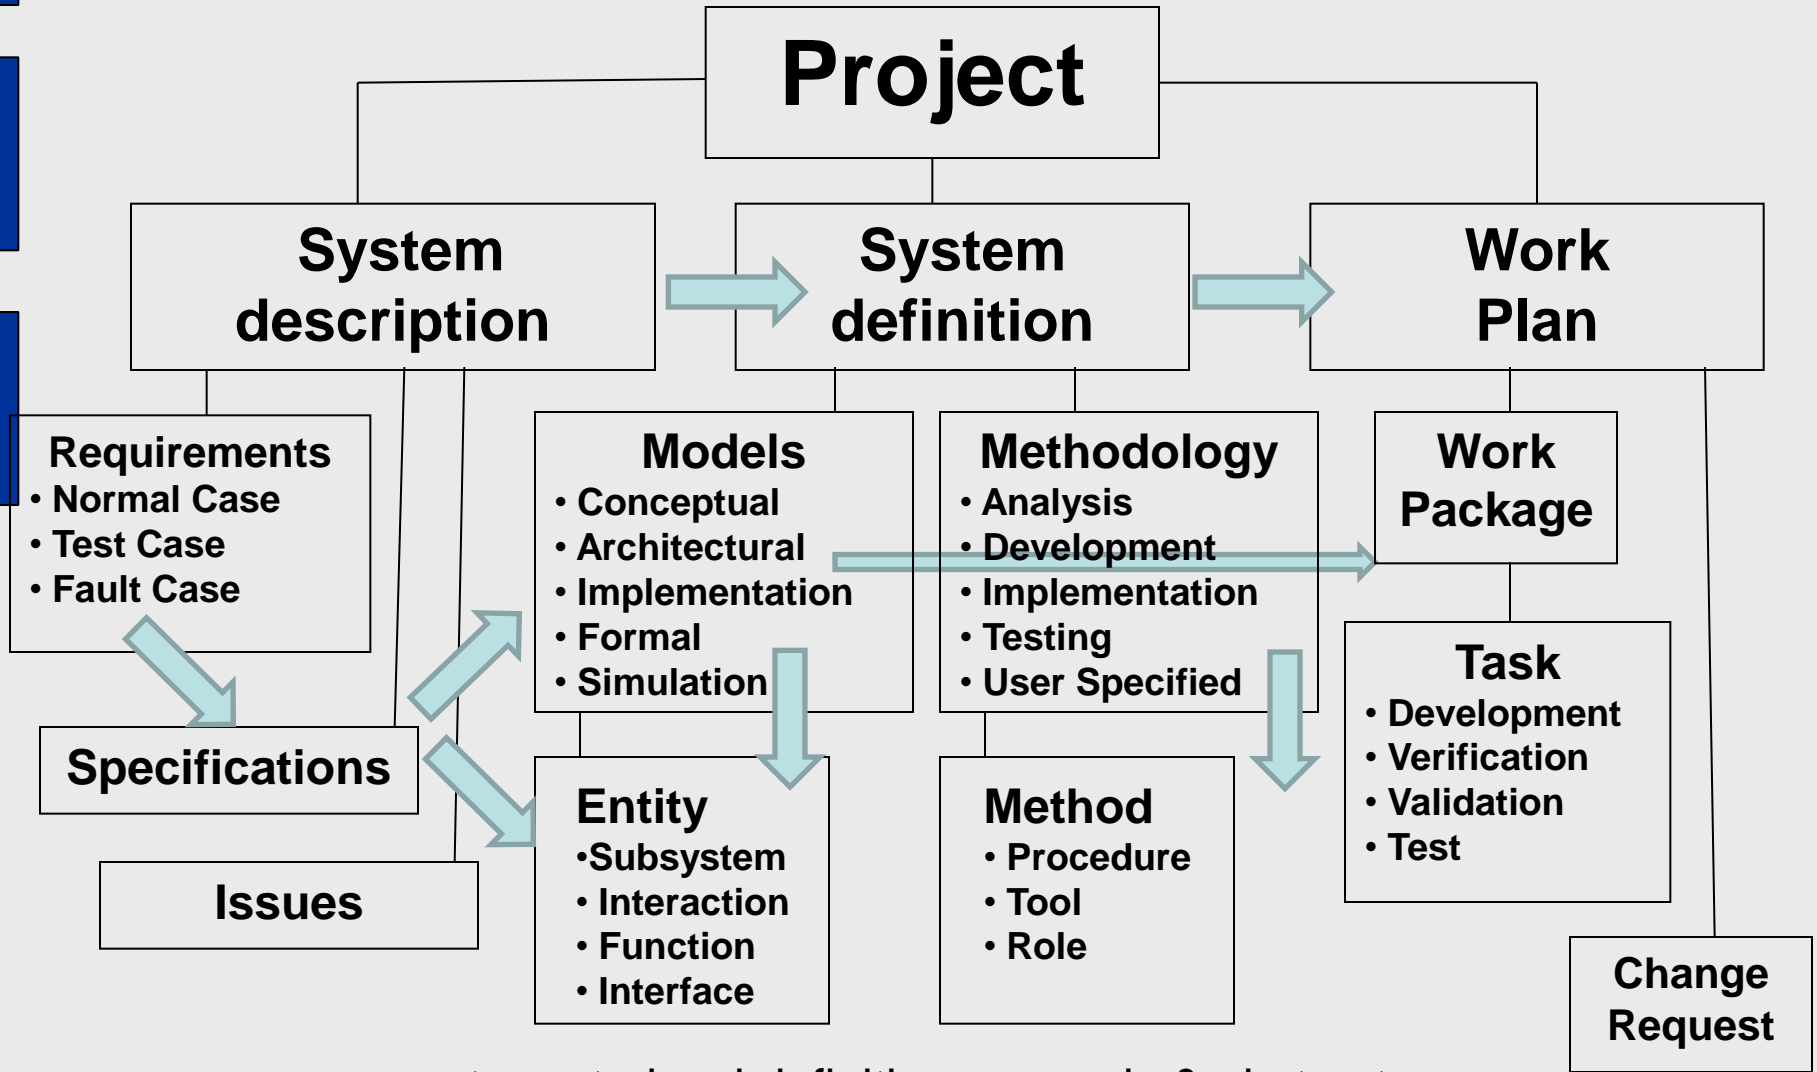 Project
System
description
System
definition
Work
Plan
Requirements
• Normal Case
• Test Case
• Fault Case
Specifications
Issues
Models
• Conceptual
• Architectural
• Implementation
• Formal
• Simulation
Entity
•Subsystem
• Interaction
• Function
• Interface
Methodology
• Analysis
• Development
• Implementation
• Testing
• User Specified
Method
• Procedure
• Tool
• Role
Work
Package
Task
• Development
• Verification
• Validation
• Test
Change
Request